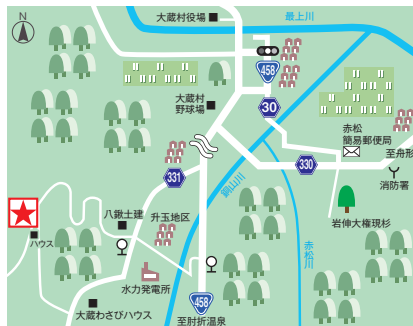 N
大蔵村役場
最上川
458
大蔵村
野球場
30
赤松
簡易郵便局
至舟形
330
消防署
331
銅山川
岩伸大権現杉
八鍬土建
升玉地区
ハウス
赤松川
水力発電所
458
大蔵わさびハウス
至肘折温泉